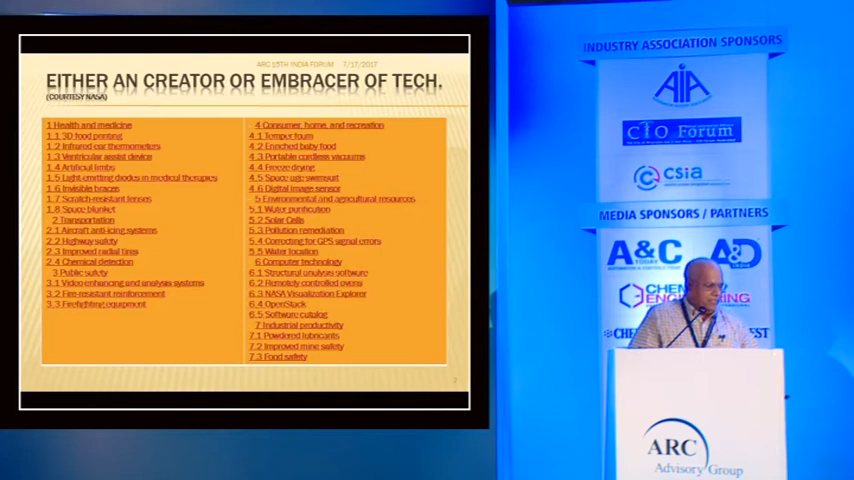 ARC 15TH INDIA FORUM 7/17/2017
EITHER AN CREATOR OR EMBRACER OF TECH.
(COURTESY NASA)
1 Health and medicine
1.1 3D food printing
1.2 Infrared ear thermometers
1.3 Ventricular assist device
1.4 Artificial limbs
1.5 Light-emitting diodes in medical therapies
1.6 Invisible braces
1.7 Scratch-resistant lenses
1.8 Space blanket
2 Transportation
2.1 Aircraft anti-icing systems
2.2 Highway safety
2.3 Improved radial tires
2.4 Chemical detection
3 Public safety
3.1 Video enhancing and analysis systems
3.2 Fire-resistant reinforcement
3.3 Firefighting equipment
4 Consumer, home, and recreation
4.1 Temper foam
4.2 Enriched baby food
4.3 Portable cordless vacuums
4.4 Freeze drying
4.5 Space age swimsuit
4.6 Digital image sensor
5 Environmental and agricultural resources
5.1 Water purification
5.2 Solar Cells
5.3 Pollution remediation
5.4 Correcting for GPS signal errors
5.5 Water location
6 Computer technology
6.1 Structural analysis software
6.2 Remotely controlled ovens
6.3 NASA Visualization Explorer
6.4 OpenStack
6.5 Software catalog
7 Industrial productivity
7.1 Powdered lubricants
7.2 Improved mine safety
7.3 Food safety
2
INDUSTRY ASSOCIATION SPONSORS
AIA
CTO Forum
csia
MEDIA SPONSORS / PARTNERS
A&C
TODAY
A&D
India
CHEM
ENGINEERING
ARC
Advisory Group